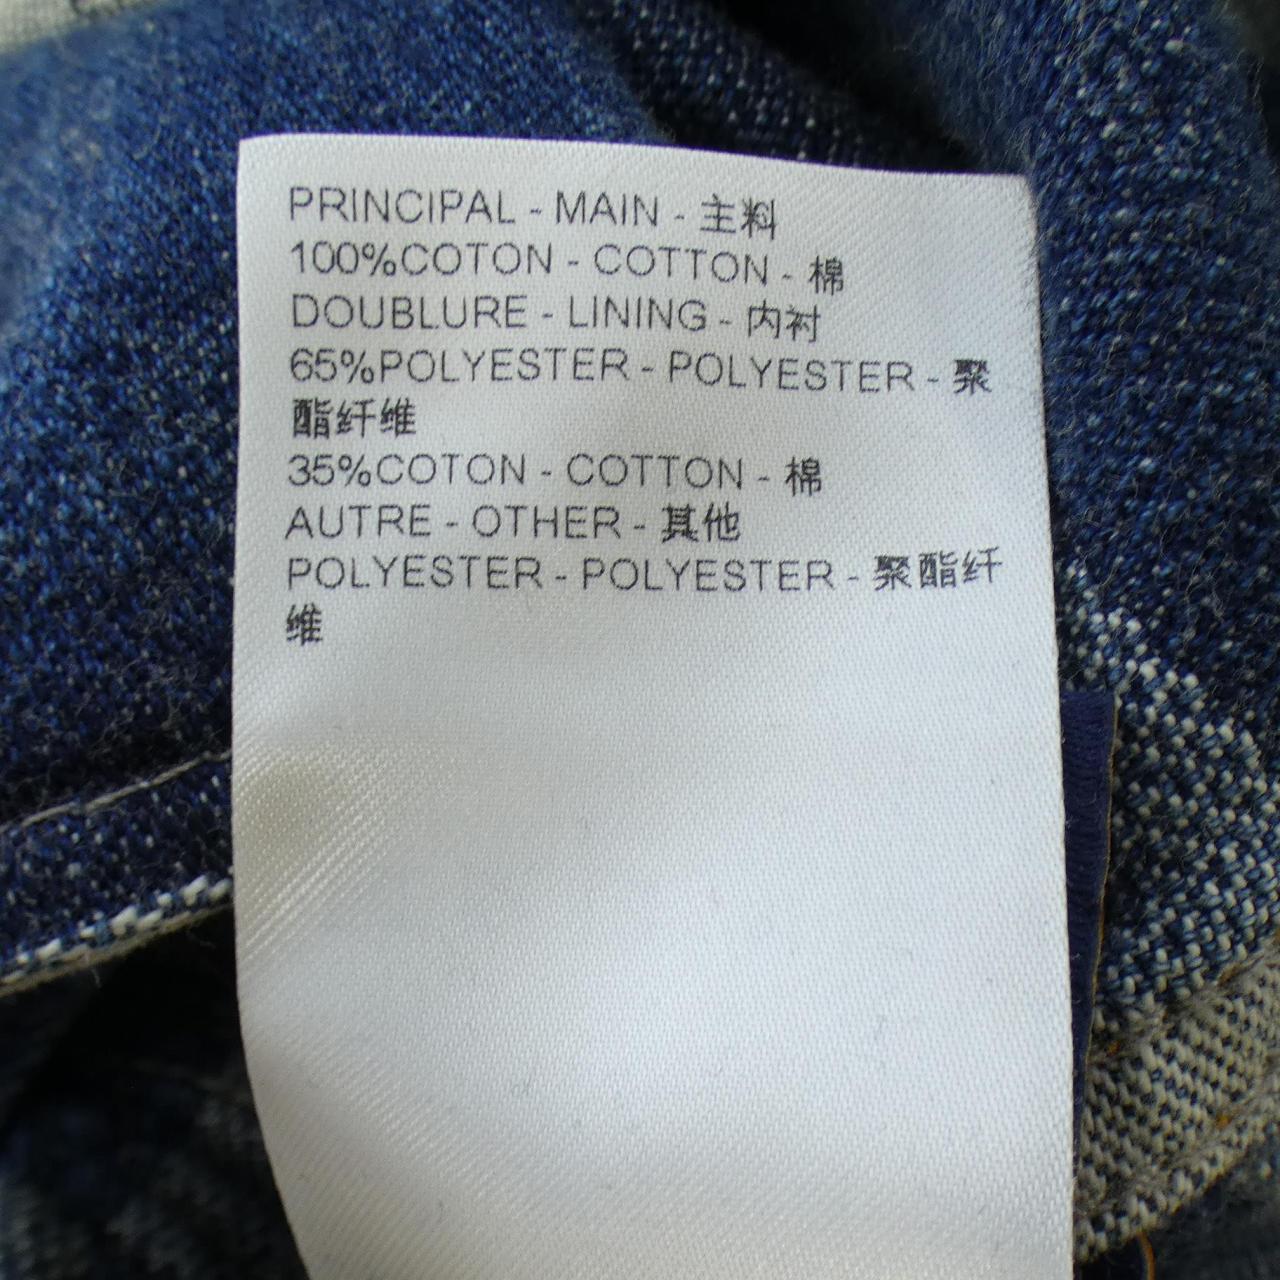 PRINCIPAL - MAIN - 主料
100%COTON - COTTON - 棉
DOUBLURE - LINING - 内衬
65%POLYESTER - POLYESTER - 聚
酯纤维
35%COTON - COTTON - 棉
AUTRE - OTHER - 其他
POLYESTER - POLYESTER - 聚酯纤
维